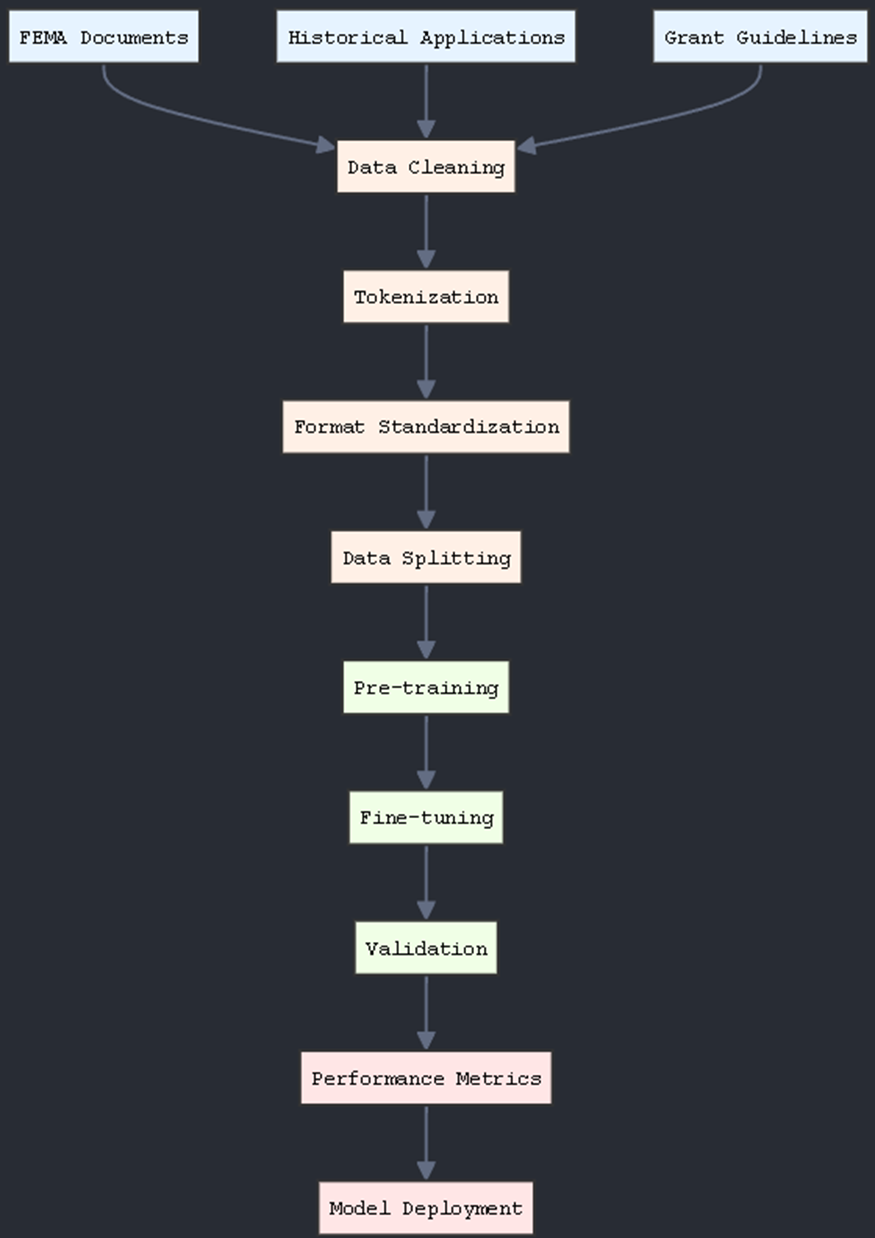 FEMA Documents
Historical Applications
Grant Guidelines
Data Cleaning
Tokenization
Format Standardization
Data Splitting
Pre-training
Fine-tuning
Validation
Performance Metrics
Model Deployment